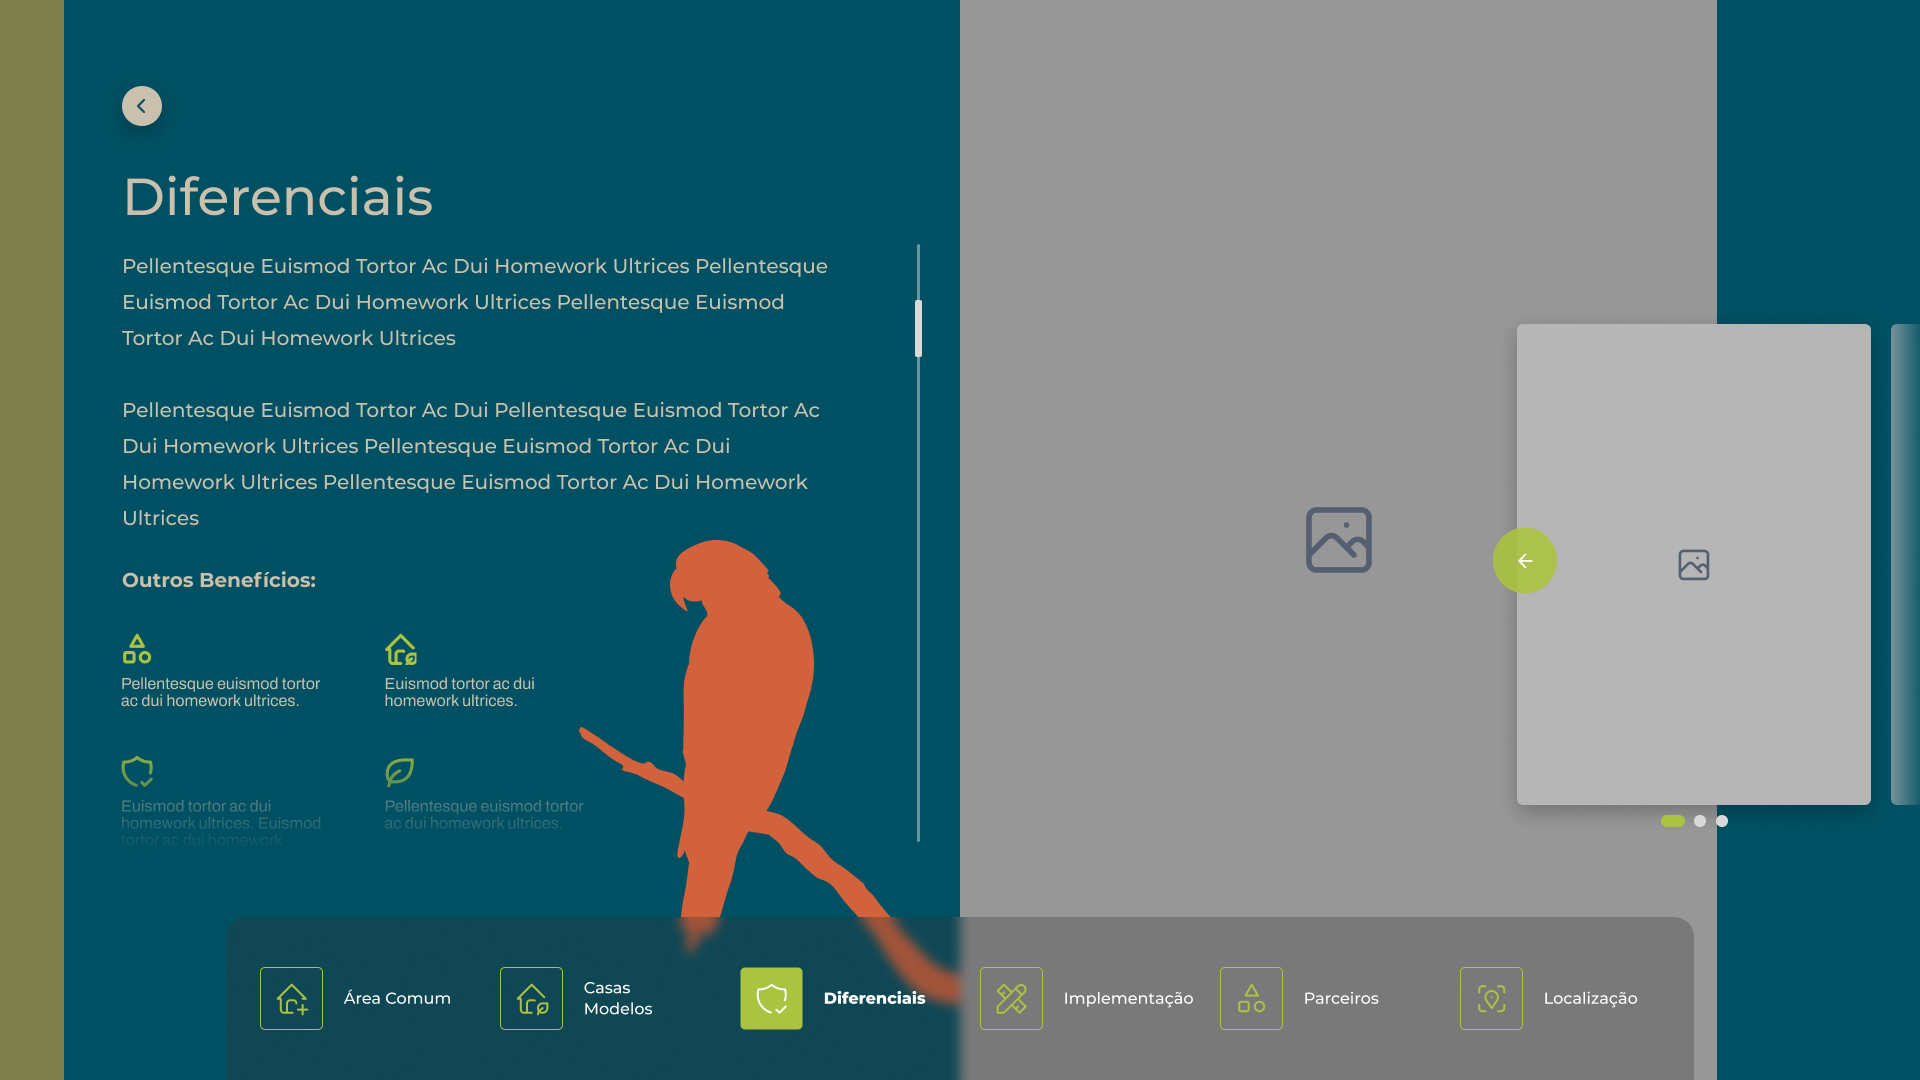 Diferenciais
Pellentesque Euismod Tortor Ac Dui Homework Ultrices Pellentesque
Euismod Tortor Ac Dui Homework Ultrices Pellentesque Euismod
Tortor Ac Dui Homework Ultrices
Pellentesque Euismod Tortor Ac Dui Pellentesque Euismod Tortor Ac
Dui Homework Ultrices Pellentesque Euismod Tortor Ac Dui
Homework Ultrices Pellentesque Euismod Tortor Ac Dui Homework
Ultrices
Outros Benefícios:
Pellentesque euismod tortor
ac dui homework ultrices.
Euismod tortor ac dui
homework ultrices.
Euismod tortor ac dui
homework ultrices. Euismod
tortor ac dui homework
Pellentesque euismod tortor
ac dui homework ultrices.
Área Comum
Casas
Modelos
Diferenciais
Implementação
Parceiros
Localização